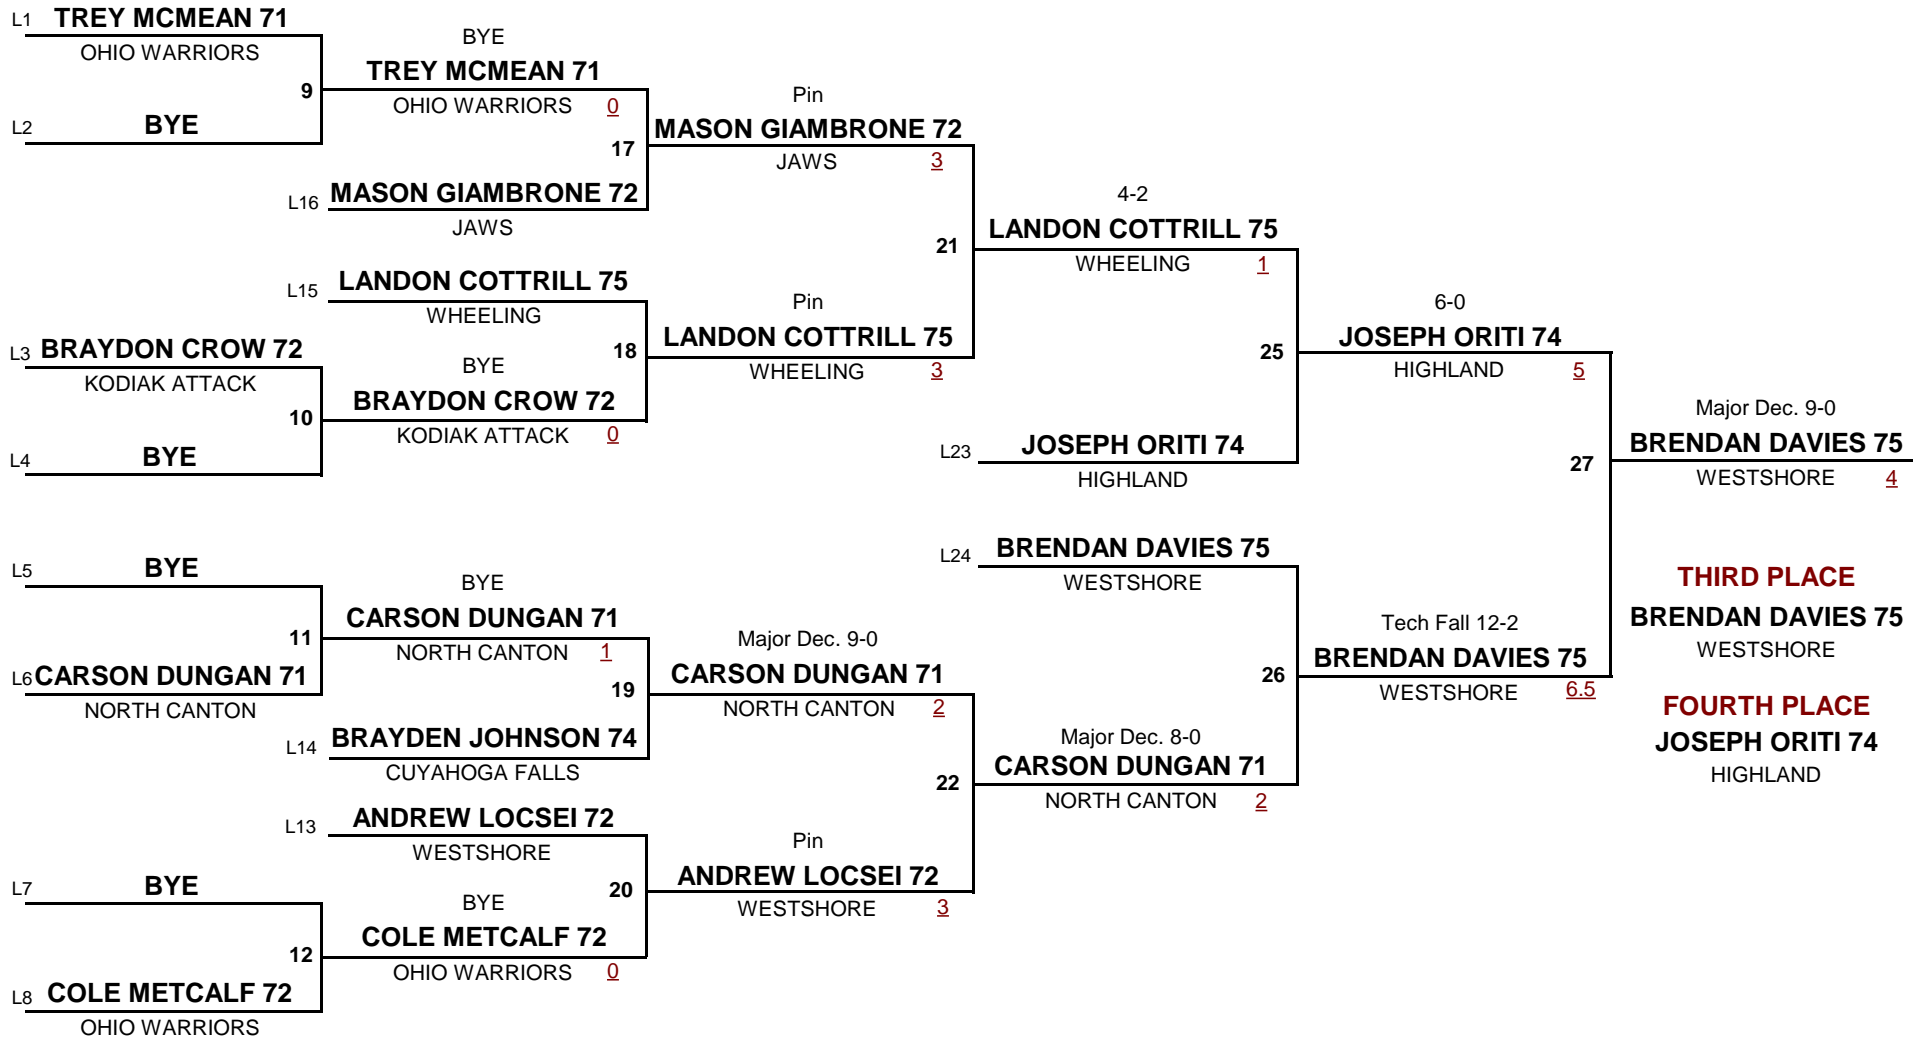 L1 TREY MCMEAN 71
OHIO WARRIORS
9
L2 BYE
BYE
TREY MCMEAN 71
OHIO WARRIORS 0
17
L16 MASON GIAMBRONE 72
JAWS
Pin
MASON GIAMBRONE 72
JAWS 3
21
L15 LANDON COTTRILL 75
WHEELING
18
L3 BRAYDON CROW 72
KODIAK ATTACK
10
L4 BYE
BYE
BRAYDON CROW 72
KODIAK ATTACK 0
Pin
LANDON COTTRILL 75
WHEELING 3
4-2
LANDON COTTRILL 75
WHEELING 1
25
L23 JOSEPH ORITI 74
HIGHLAND
6-0
JOSEPH ORITI 74
HIGHLAND 5
27
Major Dec. 9-0
BRENDAN DAVIES 75
WESTSHORE 4
L5 BYE
11
L6 CARSON DUNGAN 71
NORTH CANTON
BYE
CARSON DUNGAN 71
NORTH CANTON 1
19
L14 BRAYDEN JOHNSON 74
CUYAHOGA FALLS
Major Dec. 9-0
CARSON DUNGAN 71
NORTH CANTON 2
22
L13 ANDREW LOCSEI 72
WESTSHORE
20
L7 BYE
12
L8 COLE METCALF 72
OHIO WARRIORS
BYE
COLE METCALF 72
OHIO WARRIORS 0
Pin
ANDREW LOCSEI 72
WESTSHORE 3
L24 BRENDAN DAVIES 75
WESTSHORE
26
Major Dec. 8-0
CARSON DUNGAN 71
NORTH CANTON 2
Tech Fall 12-2
BRENDAN DAVIES 75
WESTSHORE 6.5
THIRD PLACE
BRENDAN DAVIES 75
WESTSHORE
FOURTH PLACE
JOSEPH ORITI 74
HIGHLAND